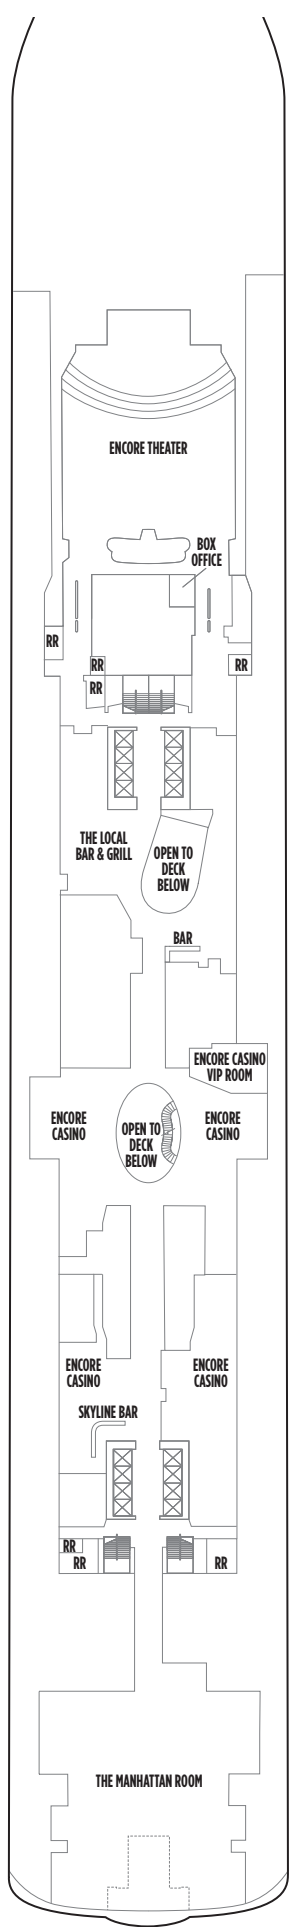 ENCORE THEATER
BOX
OFFICE
RR
RR
RR
RR
THE LOCAL
BAR & GRILL
OPEN TO
DECK
BELOW
BAR
ENCORE CASINO
VIP ROOM
ENCORE
CASINO
OPEN TO
DECK
BELOW
ENCORE
CASINO
ENCORE
CASINO
ENCORE
CASINO
SKYLINE BAR
RR
RR
RR
THE MANHATTAN ROOM